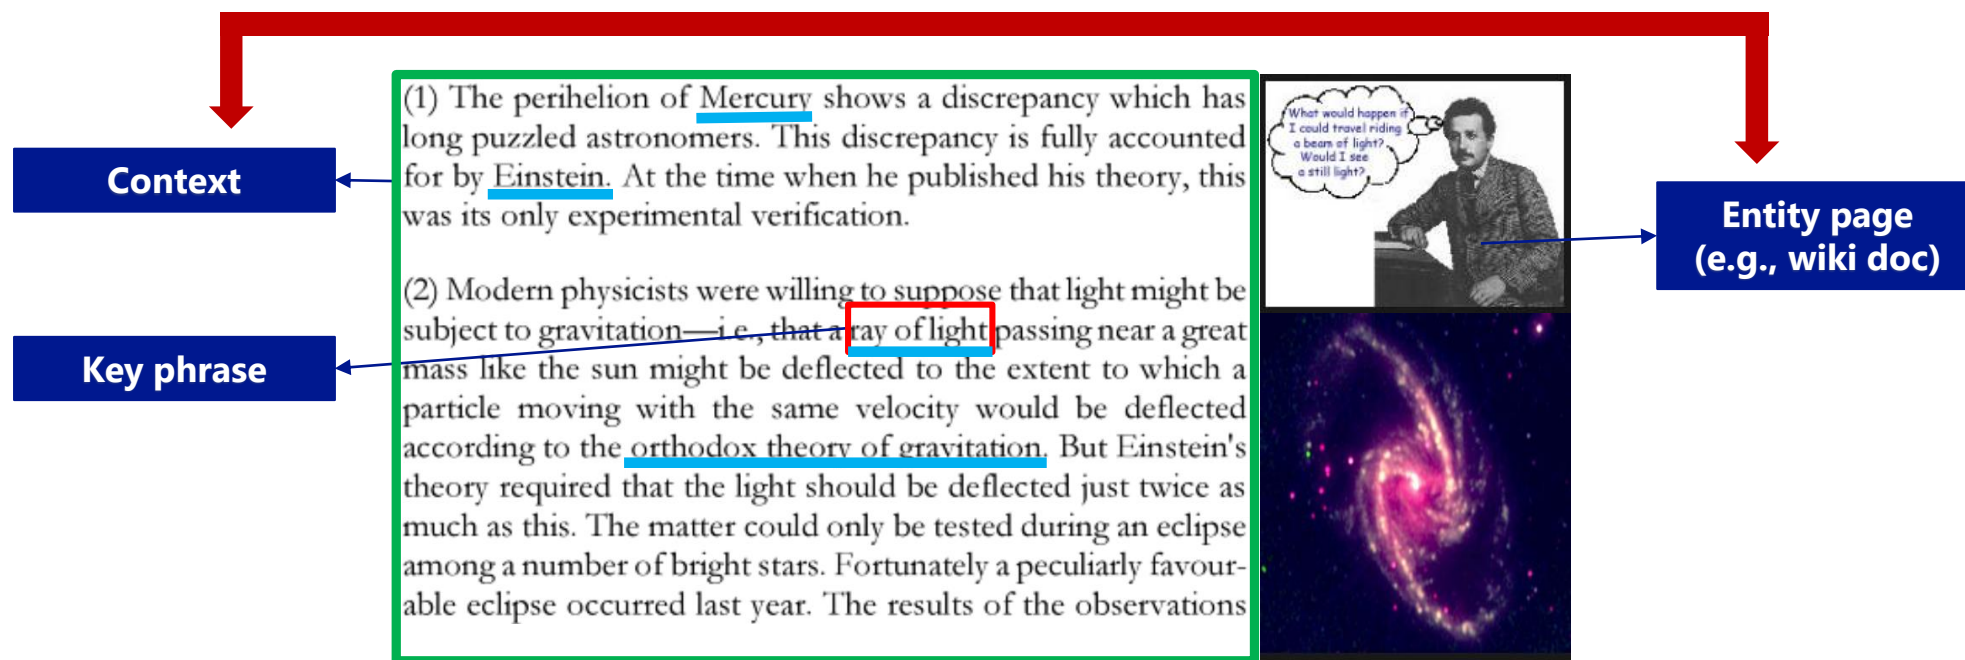 Context
Key phrase
(1) The perihelion of Mercury shows a discrepancy which has
long puzzled astronomers. This discrepancy is fully accounted
for by Einstein. At the time when he published his theory, this
was its only experimental verification.
(2) Modern physicists were willing to suppose that light might be
subject to gravitation—i.e., that a ray of light passing near a great
mass like the sun might be deflected to the extent to which a
particle moving with the same velocity would be deflected
according to the orthodox theory of gravitation. But Einstein's
theory required that the light should be deflected just twice as
much as this. The matter could only be tested during an eclipse
among a number of bright stars. Fortunately a peculiarly favour-
able eclipse occurred last year. The results of the observations
What would happen if
I could travel riding
a beam of light?
Would I see
a still light?
Entity page
(e.g., wiki doc)